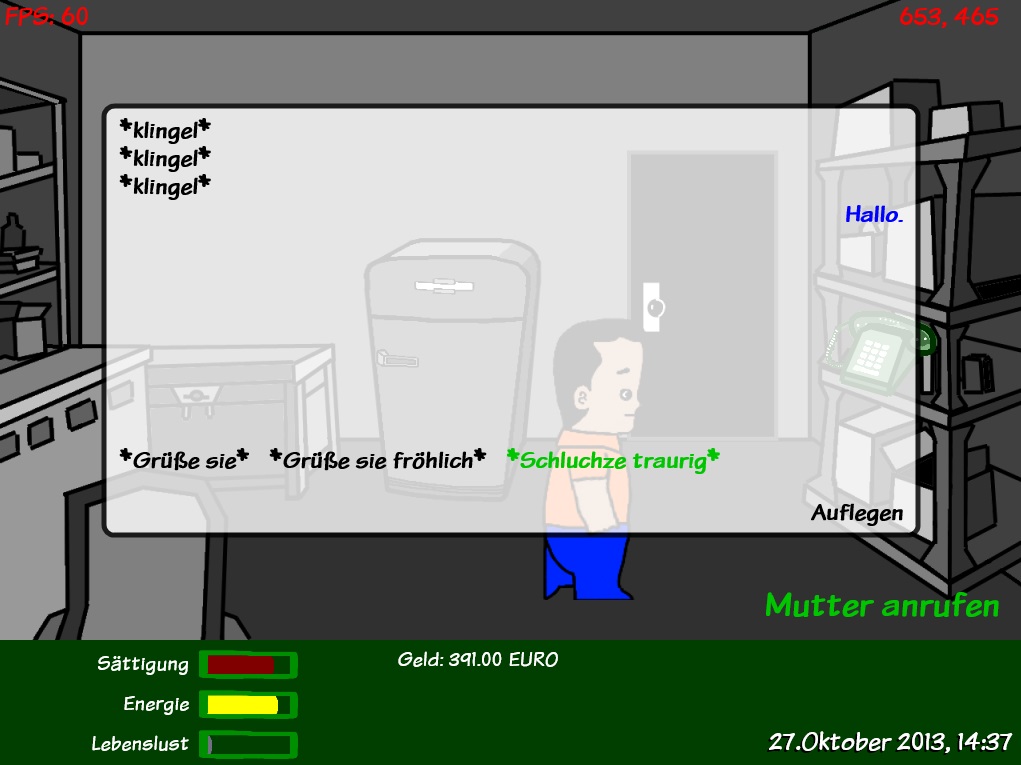 FPS: 60
653, 465
*klingel*
*klingel*
*klingel*
Hallo.
*Grüße sie* *Grüße sie fröhlich* *Schluchze traurig*
Auflegen
Mutter anrufen
Sättigung
Geld: 391.00 EURO
Energie
Lebenslust
27.Oktober 2013, 14:37